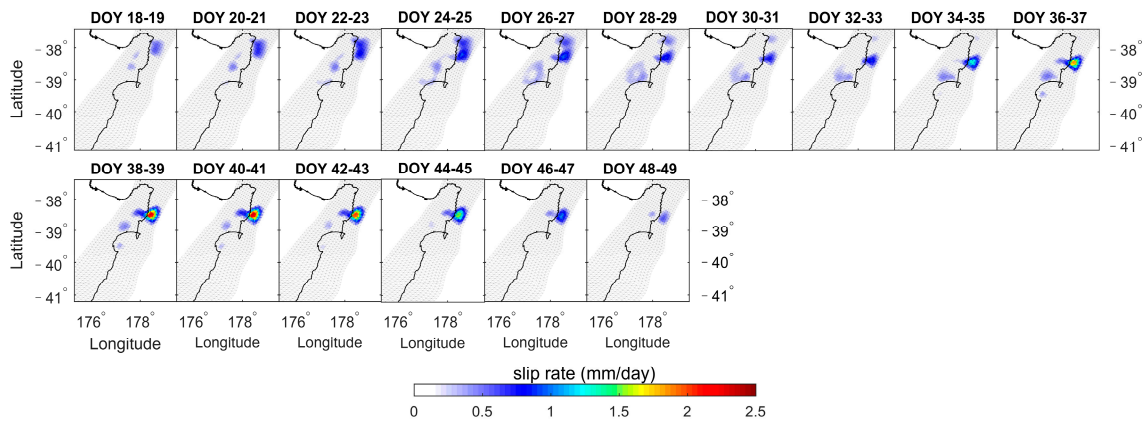 DOY 18-19 DOY 20-21 DOY 22-23 DOY 24-25 DOY 26-27 DOY 28-29 DOY 30-31 DOY 32-33 DOY 34-35 DOY 36-37
Latitude
- 38° - 38°
- 39° - 39°
- 40° - 40°
- 41° - 41°
DOY 38-39 DOY 40-41 DOY 42-43 DOY 44-45 DOY 46-47 DOY 48-49
Latitude
- 38° - 38°
- 39° - 39°
- 40° - 40°
- 41° - 41°
176° 178° 176° 178° 176° 178° 176° 178° 176° 178° 176° 178°
Longitude Longitude Longitude Longitude Longitude Longitude
slip rate (mm/day)
0 0.5 1 1.5 2 2.5